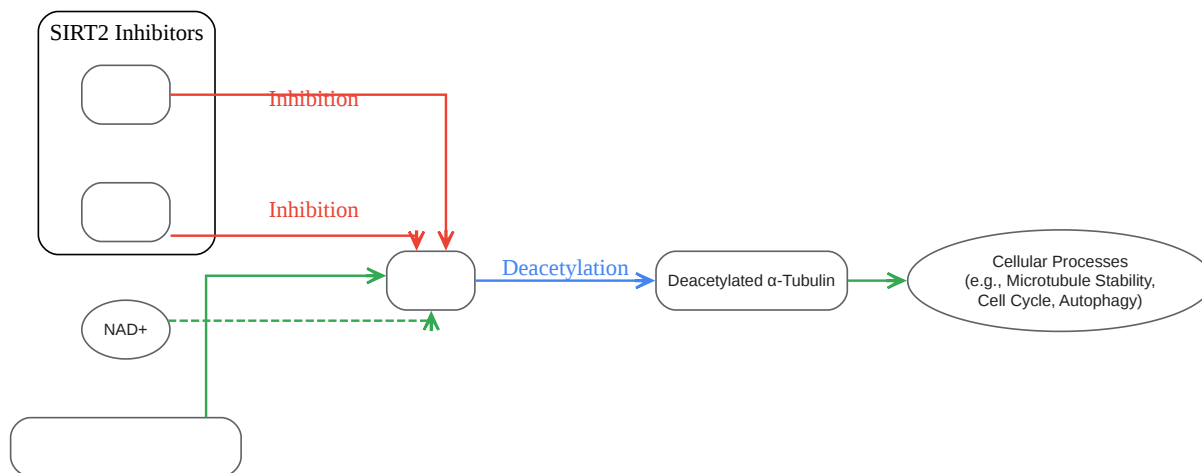 SIRT2 Inhibitors
Inhibition
Inhibition
Deacetylation
Deacetylated α-Tubulin
Cellular Processes
(e.g., Microtubule Stability,
Cell Cycle, Autophagy)
NAD+